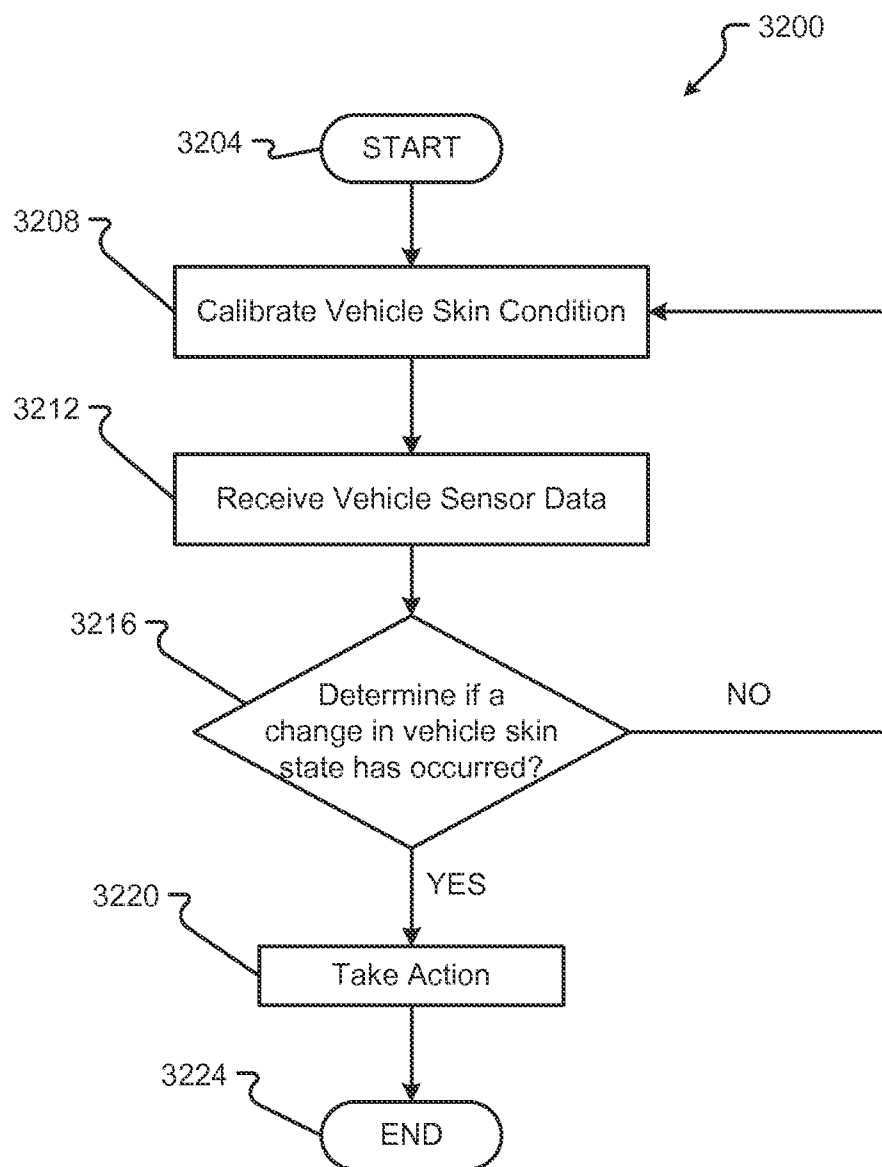 3200
3204
START
3208
Calibrate Vehicle Skin Condition
3212
Receive Vehicle Sensor Data
3216
Determine if a
change in vehicle skin
state has occurred?
NO
YES
3220
Take Action
3224
END